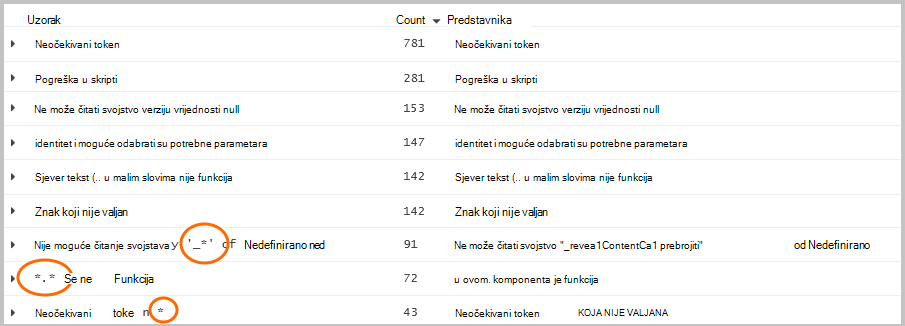 Uzorak Count Predstavnika
Neočekivani token 781 Neočekivani token
Pogreška u skripti 281 Pogreška u skripti
Ne može čitati svojstvo verziju vrijednosti null 153 Ne može čitati svojstvo verziju vrijednosti null
identitet i moguće odabrati su potrebne parametara 147 identitet i moguće odabrati su potrebne parametara
Sjever tekst (.. u malim slovima nije funkcija 142 Sjever tekst (.. u malim slovima nije funkcija
Znak koji nije valjan 142 Znak koji nije valjan
Nije moguće čitanje svojstava y '_*' of Nedefinirano ned 91 Ne može čitati svojstvo "_revea1ContentCa1 prebrojiti" od Nedefinirano
*.* Se ne Funkcija 72 u ovom. komponenta je funkcija
Neočekivani toke n * 43 Neočekivani token KOJA NIJE VALJANA